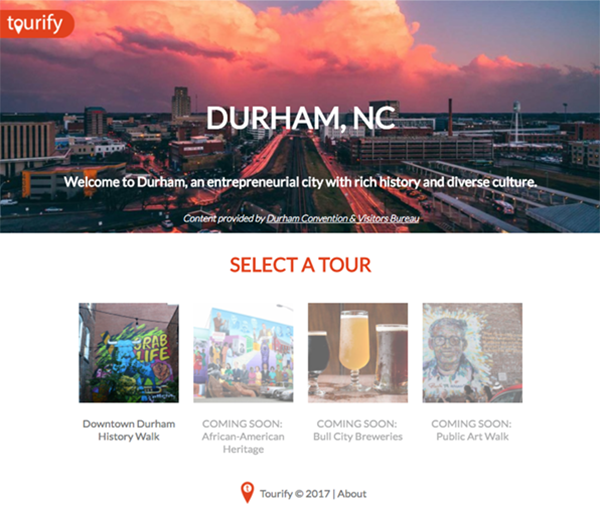 tourify
DURHAM, NC
Welcome to Durham, an entrepreneurial city with rich history and diverse culture.
Content provided by Durham Convention & Visitors Bureau
SELECT A TOUR
GRAB
LIFE
Downtown Durham
History Walk
COMING SOON:
African-American
Heritage
COMING SOON:
Bull City Breweries
COMING SOON:
Public Art Walk
Tourify © 2017 | About